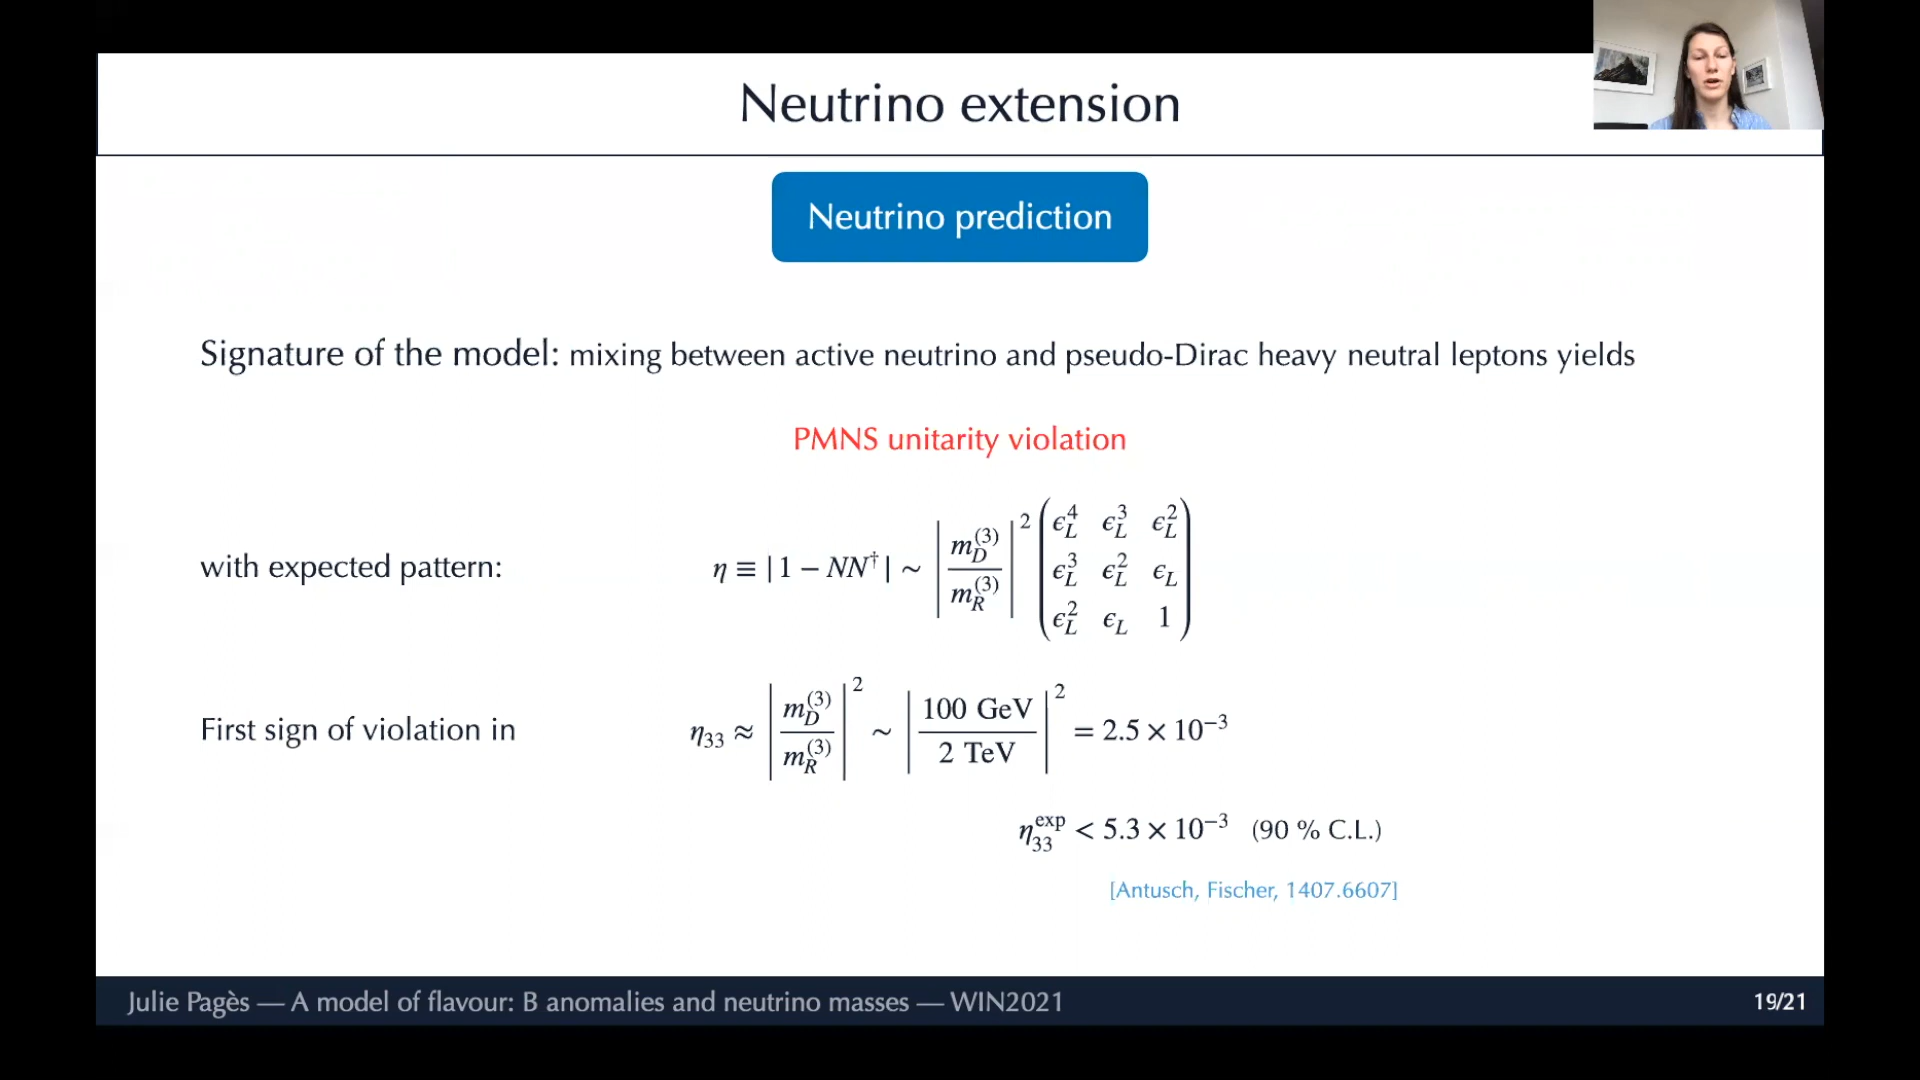 Neutrino extension
Neutrino prediction
Signature of the model: mixing between active neutrino and pseudo-Dirac heavy neutral leptons yields
PMNS unitarity violation
with expected pattern: η ≡ | 1 − NN† | ∼ | m_D^(3) / m_R^(3) |² ( ϵ_L^4 ϵ_L^3 ϵ_L^2
ϵ_L^3 ϵ_L^2 ϵ_L
ϵ_L^2 ϵ_L 1 )
First sign of violation in η₃₃ ≈ | m_D^(3) / m_R^(3) |² ∼ | 100 GeV / 2 TeV |² = 2.5 × 10⁻³
η₃₃^exp < 5.3 × 10⁻³ (90 % C.L.)
[Antusch, Fischer, 1407.6607]
Julie Pagès — A model of flavour: B anomalies and neutrino masses — WIN2021
19/21